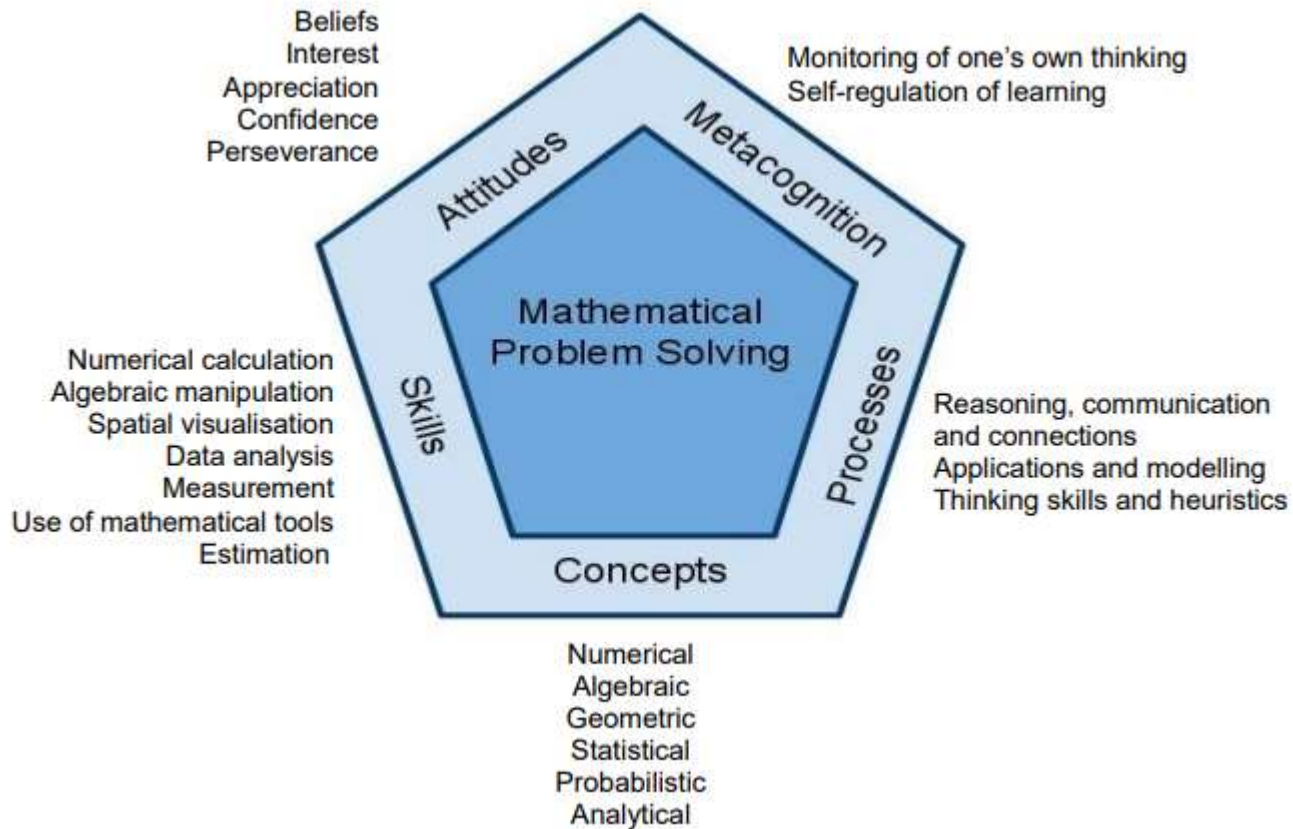 Beliefs
Interest
Appreciation
Confidence
Perseverance
Monitoring of one’s own thinking
Self-regulation of learning
Attitudes
Metacognition
Mathematical
Problem Solving
Numerical calculation
Algebraic manipulation
Spatial visualisation
Data analysis
Measurement
Use of mathematical tools
Estimation
Skills
Processes
Reasoning, communication
and connections
Applications and modelling
Thinking skills and heuristics
Concepts
Numerical
Algebraic
Geometric
Statistical
Probabilistic
Analytical